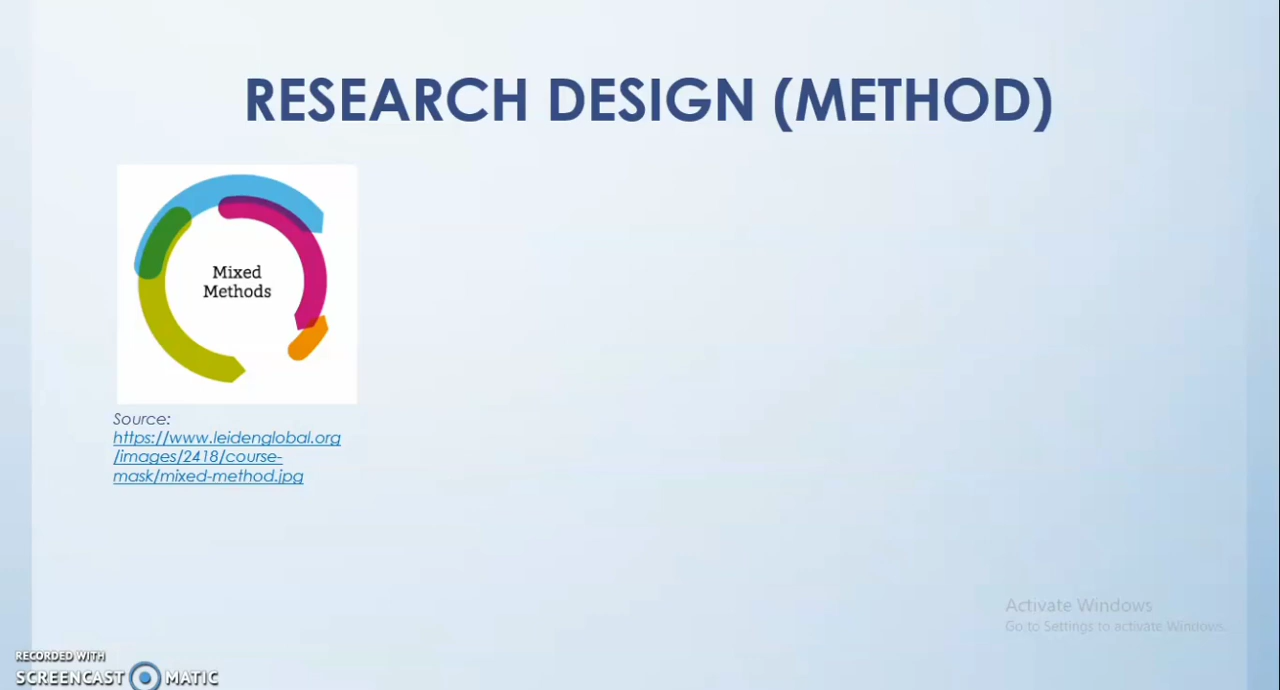 RESEARCH DESIGN (METHOD)
Mixed
Methods
Source:
https://www.leidenglobal.org
/images/2418/course-
mask/mixed-method.jpg
Activate Windows
Go to Settings to activate Windows.
RECORDED WITH
SCREENCAST MATIC